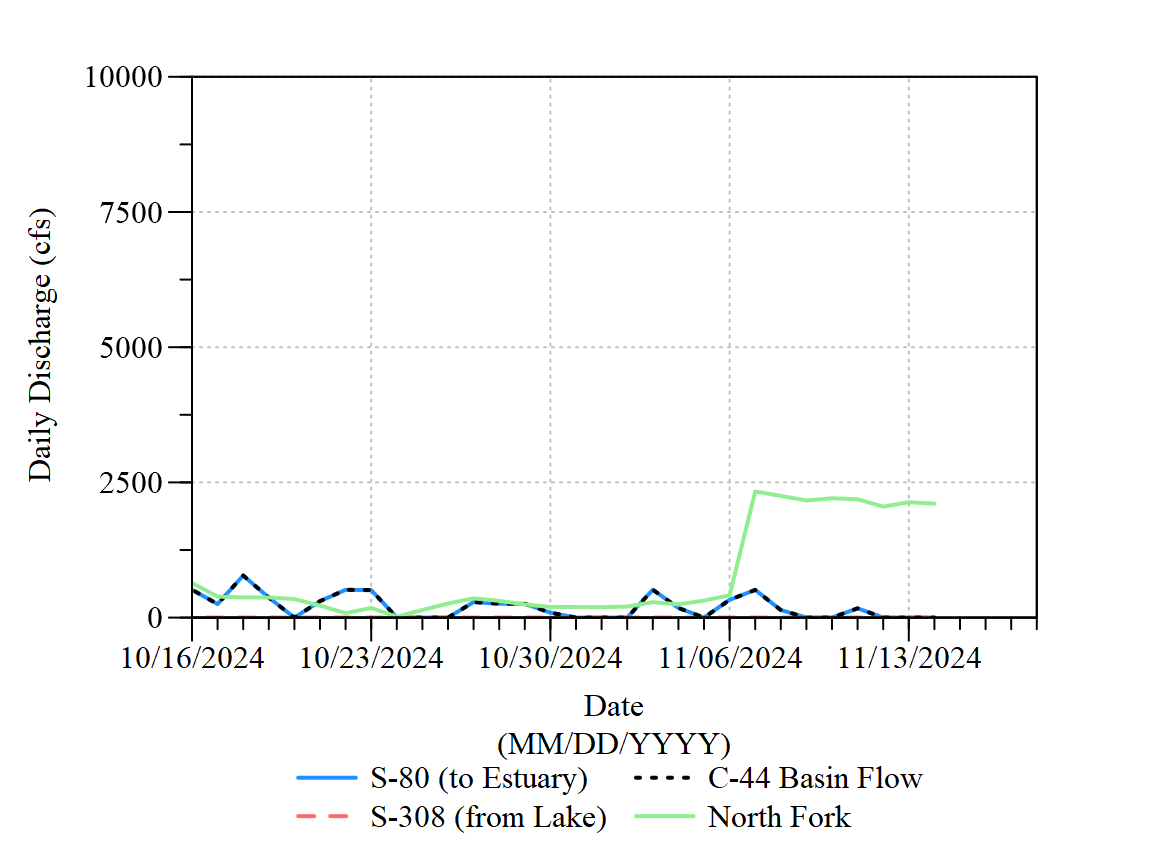 10000
7500
5000
2500
0
Daily Discharge (cfs)
10/16/2024 10/23/2024 10/30/2024 11/06/2024 11/13/2024
Date
(MM/DD/YYYY)
S-80 (to Estuary) C-44 Basin Flow
S-308 (from Lake) North Fork